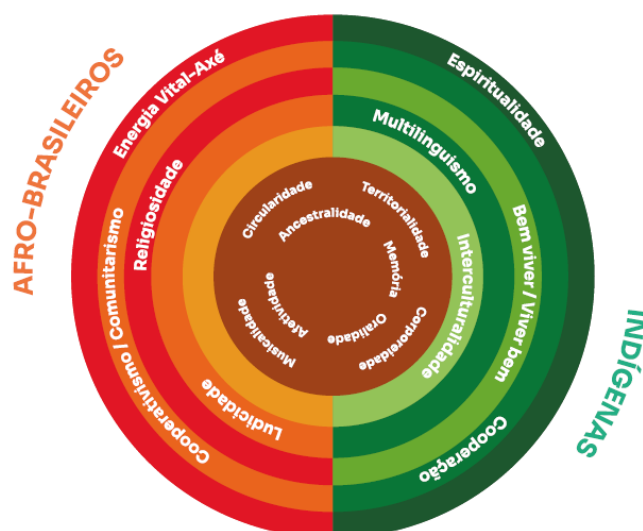 AFRO-BRASILEIROS
Energia Vital-Axé
Cooperativismo / Comunitarismo
Religiosidade
Ludicidade
Circularidade
Ancestralidade
Territorialidade
Memória
Corporeidade
Oralidade
Afetividade
Musicalidade
Interculturalidade
Multilinguismo
Bem viver / Viver bem
Cooperação
Espiritualidade
INDÍGENAS